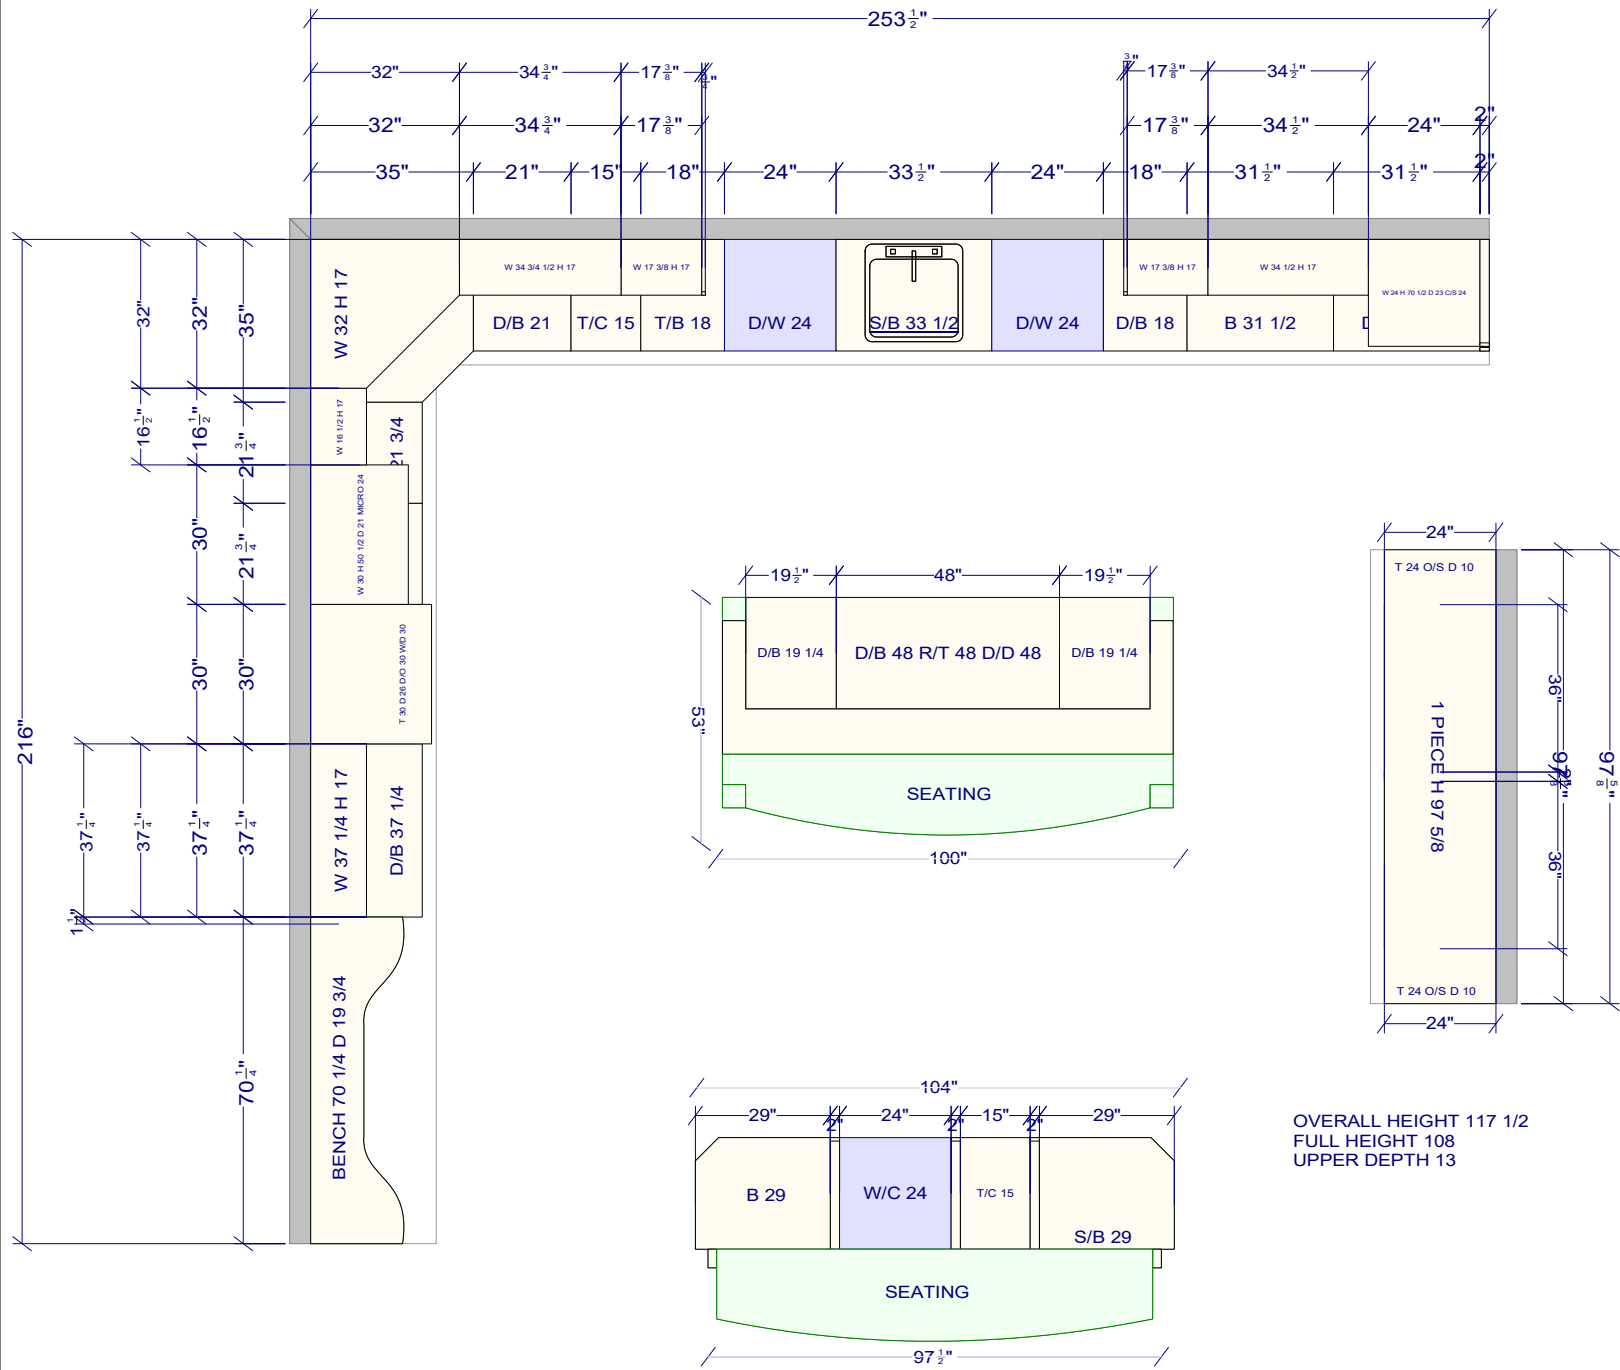 253 1/2"
32" 34 3/4" 17 3/8" 3/4" 3/4" 17 3/8" 34 1/2"
32" 34 3/4" 17 3/8" 17 3/8" 34 1/2" 24" 2"
35" 21" 15" 18" 24" 33 1/2" 24" 18" 31 1/2" 31 1/2" 2"
W 32 H 17
W 34 3/4 1/2 H 17
W 17 3/8 H 17
W 17 3/8 H 17
W 34 1/2 H 17
W 24 H 70 1/2 D 23 C/S 24
D/B 21
T/C 15
T/B 18
D/W 24
S/B 33 1/2
D/W 24
D/B 18
B 31 1/2
32"
32"
35"
16 1/2"
16 1/2"
21 3/4"
W 16 1/2 H 17
21 3/4
30"
21 3/4"
W 30 H 50 1/2 D 21 MICRO 24
30"
30"
T 30 D 26 D/O 30 W/D 30
216"
37 1/4"
37 1/4"
37 1/4"
37 1/4"
W 37 1/4 H 17
D/B 37 1/4
70 1/4"
BENCH 70 1/4 D 19 3/4
19 1/2" 48" 19 1/2"
D/B 19 1/4
D/B 48 R/T 48 D/D 48
D/B 19 1/4
53"
SEATING
100"
24"
T 24 O/S D 10
36"
1 PIECE H 97 5/8
97 5/8"
36"
T 24 O/S D 10
24"
104"
29" 2" 24" 2" 15" 2" 29"
B 29
W/C 24
T/C 15
S/B 29
SEATING
97 1/2"
OVERALL HEIGHT 117 1/2
FULL HEIGHT 108
UPPER DEPTH 13